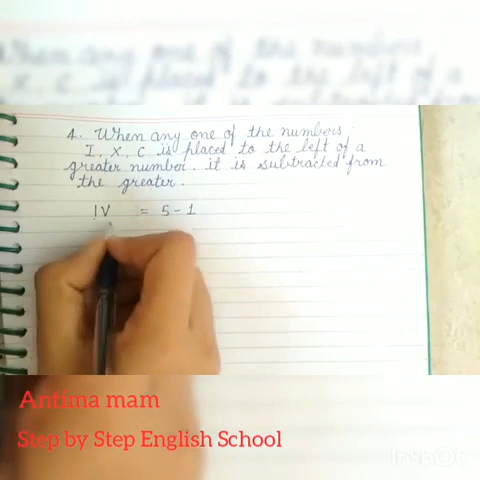 4. When any one of the numbers,
I, X, C is placed to the left of a
greater number. it is subtracted from
the greater.
IV = 5-1
Antima mam
Step by Step English School
InShOt